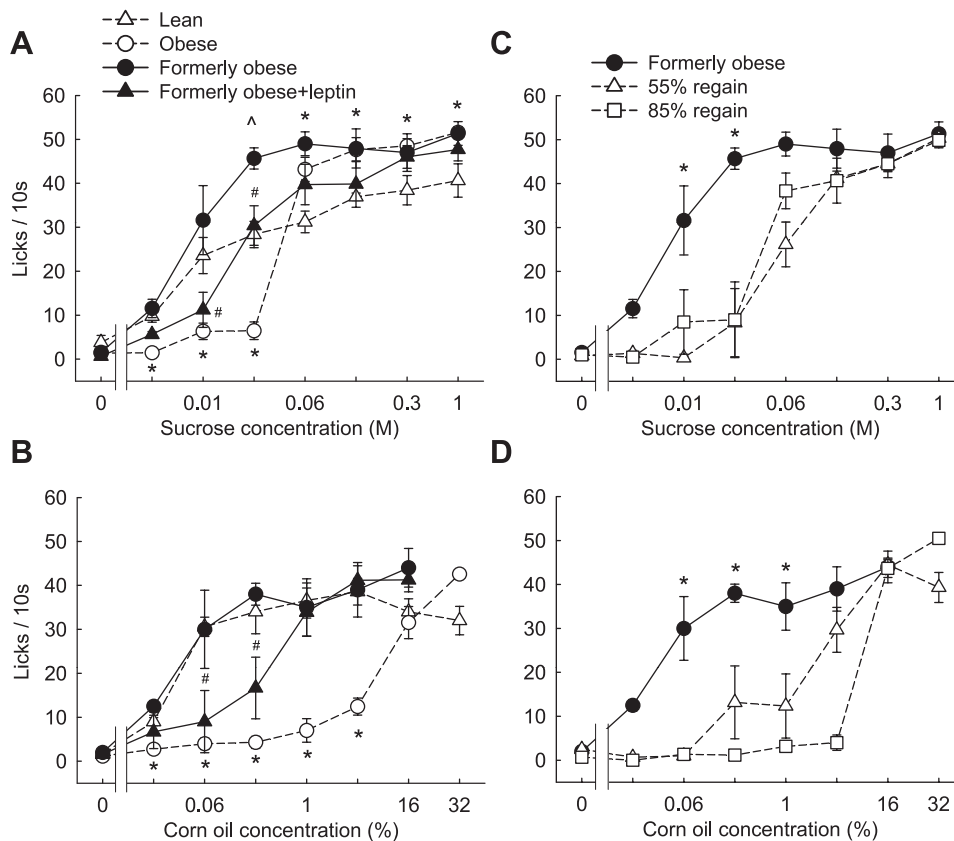 A
Lean
Obese
Formerly obese
Formerly obese+leptin
60
50
40
30
20
10
0
Licks / 10s
* * * * ^ # # * * *
0 0.01 0.06 0.3 1
Sucrose concentration (M)
C
Formerly obese
55% regain
85% regain
60
50
40
30
20
10
0
* *
0 0.01 0.06 0.3 1
Sucrose concentration (M)
B
60
50
40
30
20
10
0
Licks / 10s
# # * * * * *
0 0.06 1 16 32
Corn oil concentration (%)
D
60
50
40
30
20
10
0
* * *
0 0.06 1 16 32
Corn oil concentration (%)